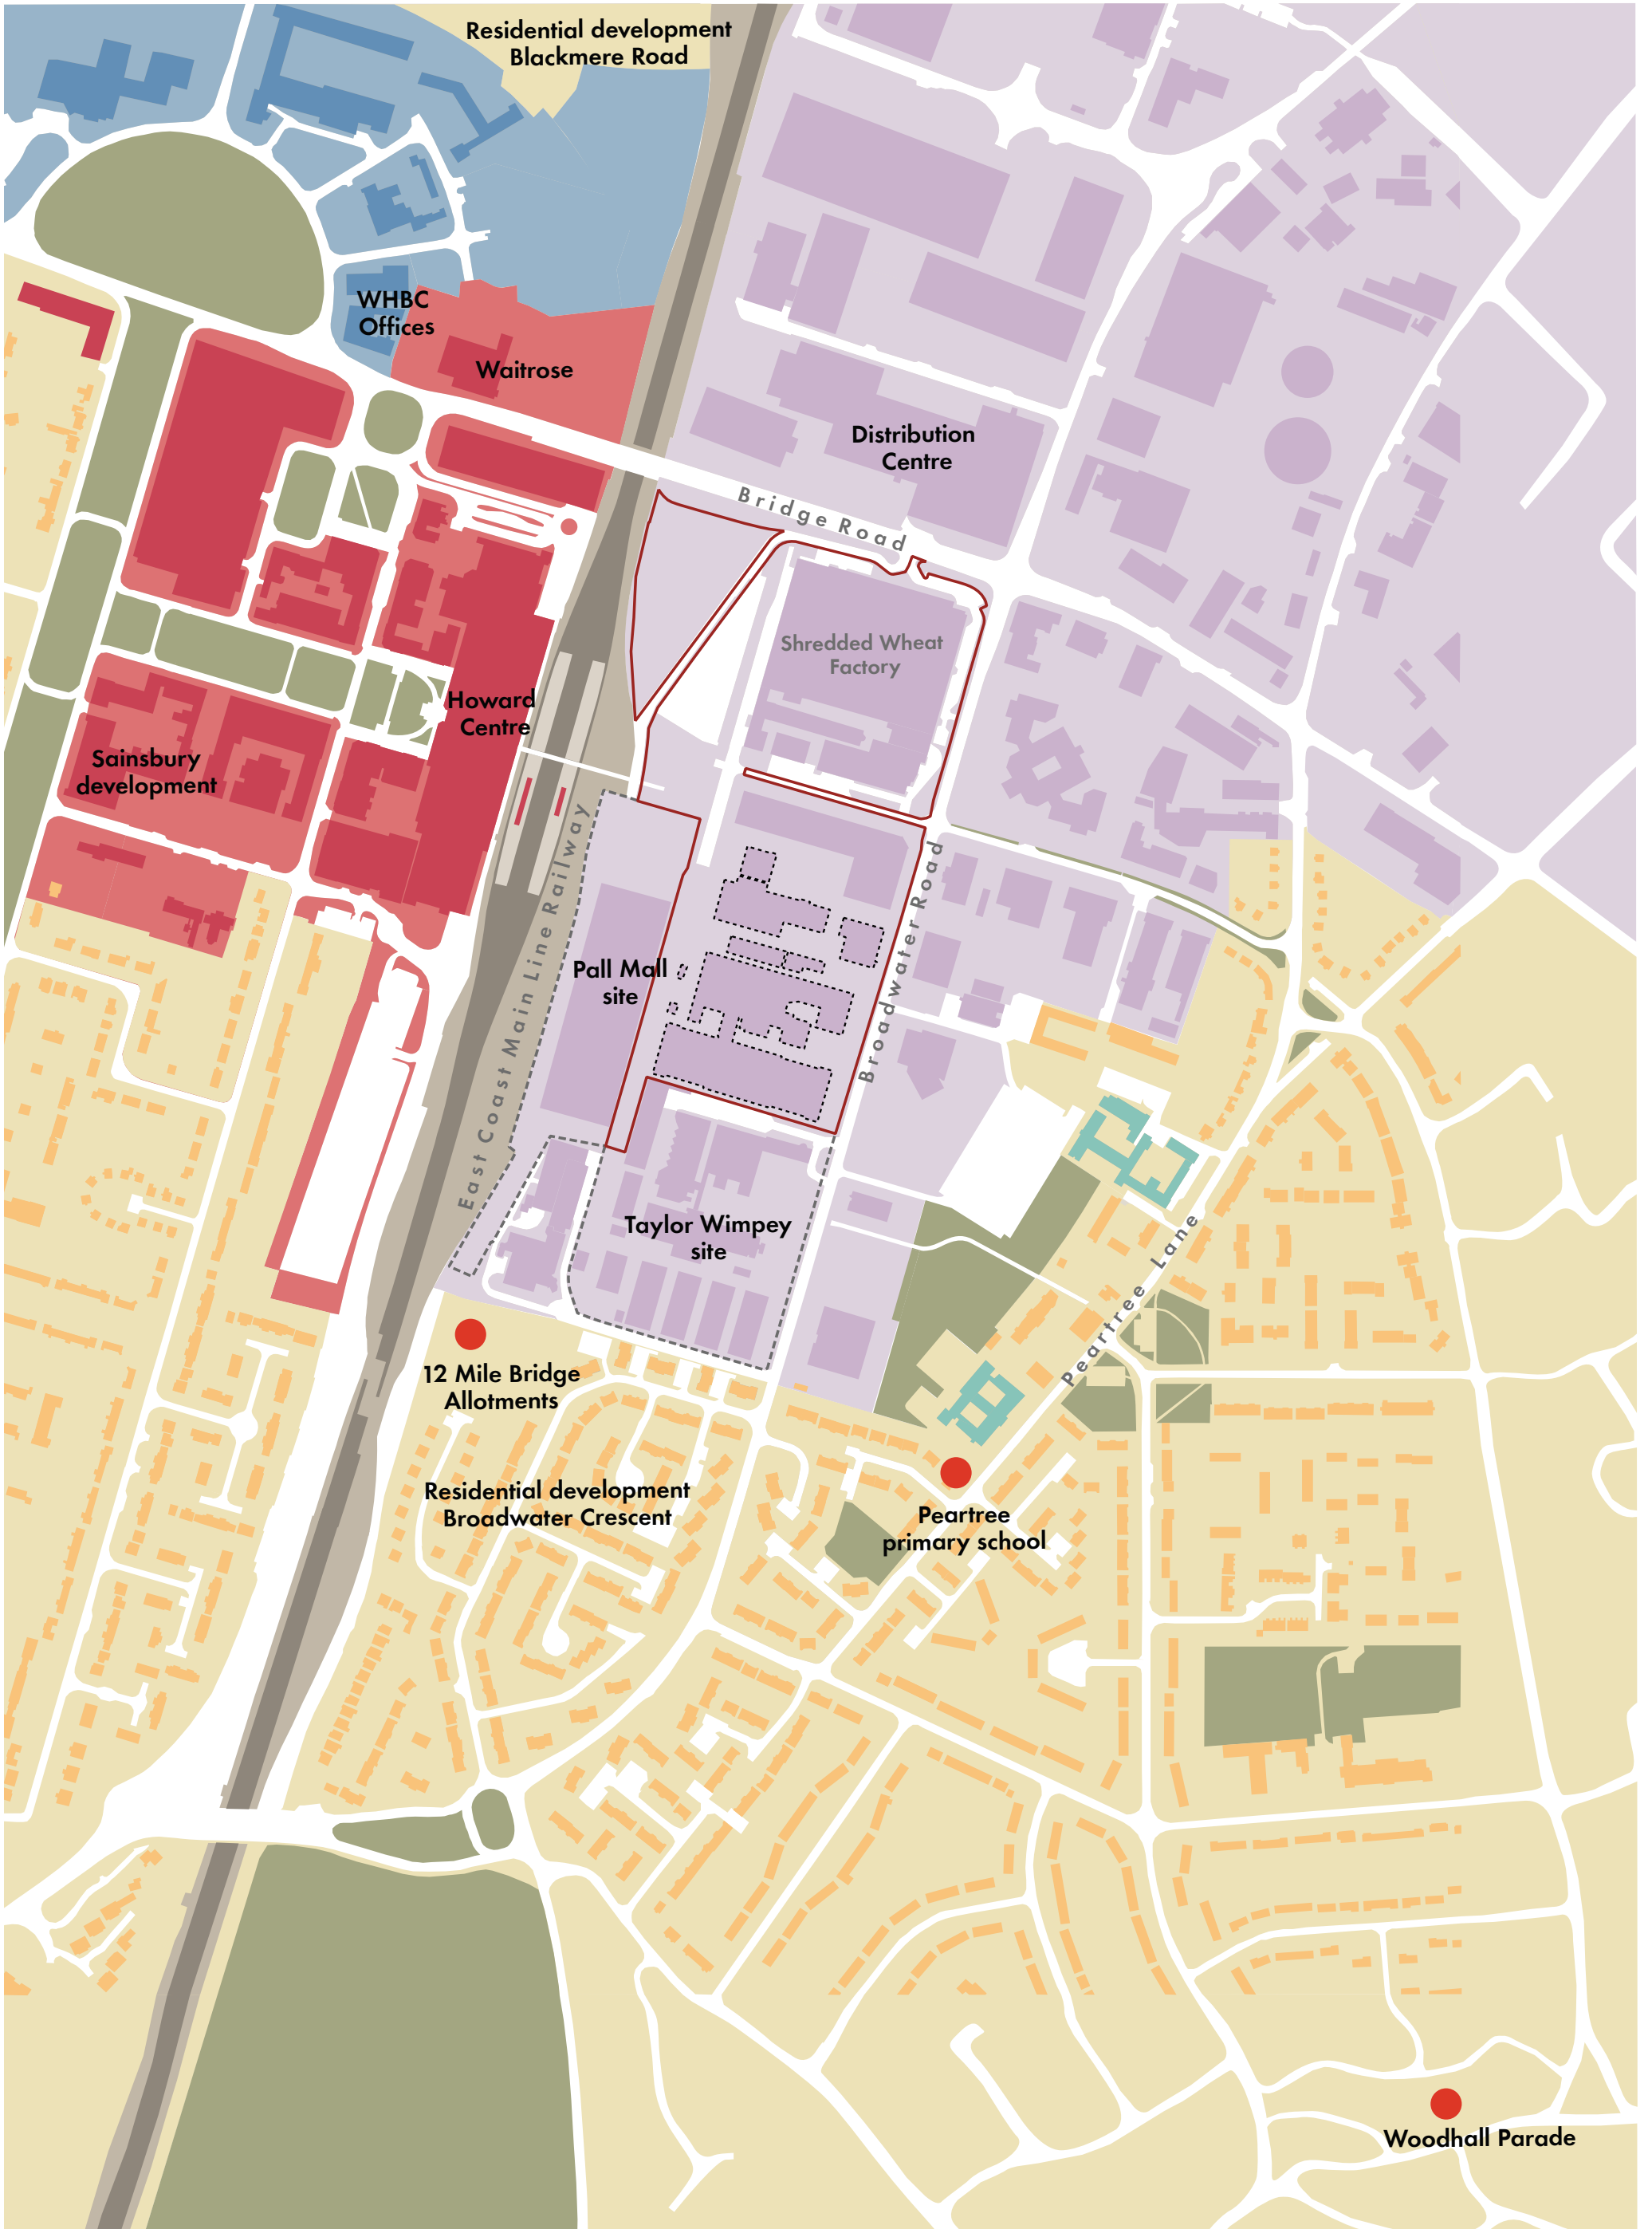 Residential development
Blackmere Road
WHBC
Offices
Waitrose
Distribution
Centre
Bridge Road
Shredded Wheat
Factory
Howard
Centre
Sainsbury
development
East Coast Main Line Railway
Pall Mall
site
Broadwater Road
Taylor Wimpey
site
Peartree Lane
12 Mile Bridge
Allotments
Residential development
Broadwater Crescent
Peartree
primary school
Woodhall Parade